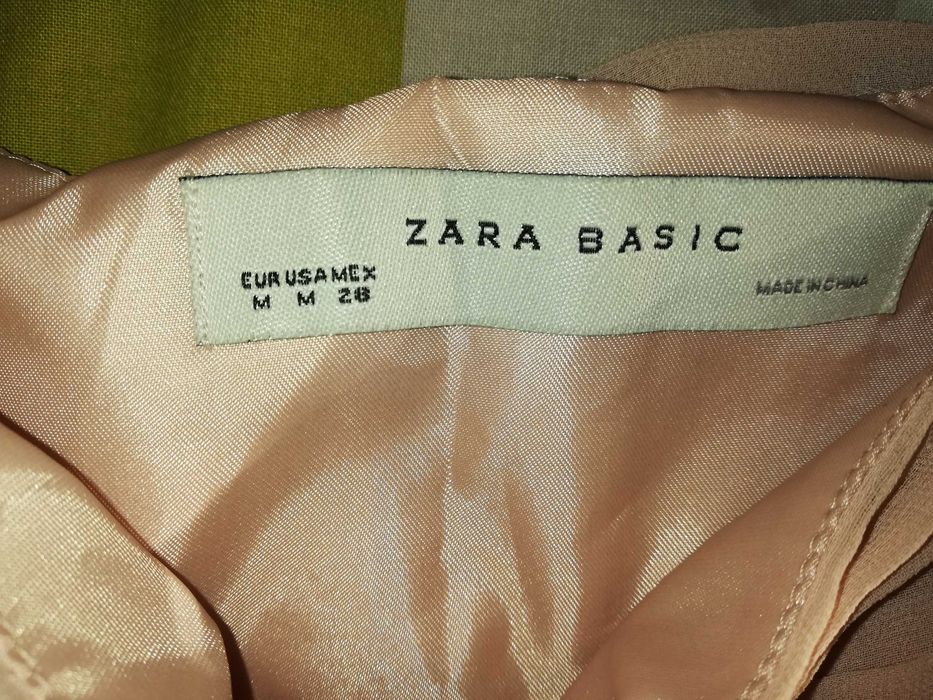 ZARA BASIC
EUR USA MEX
M M 28
MADE IN CHINA